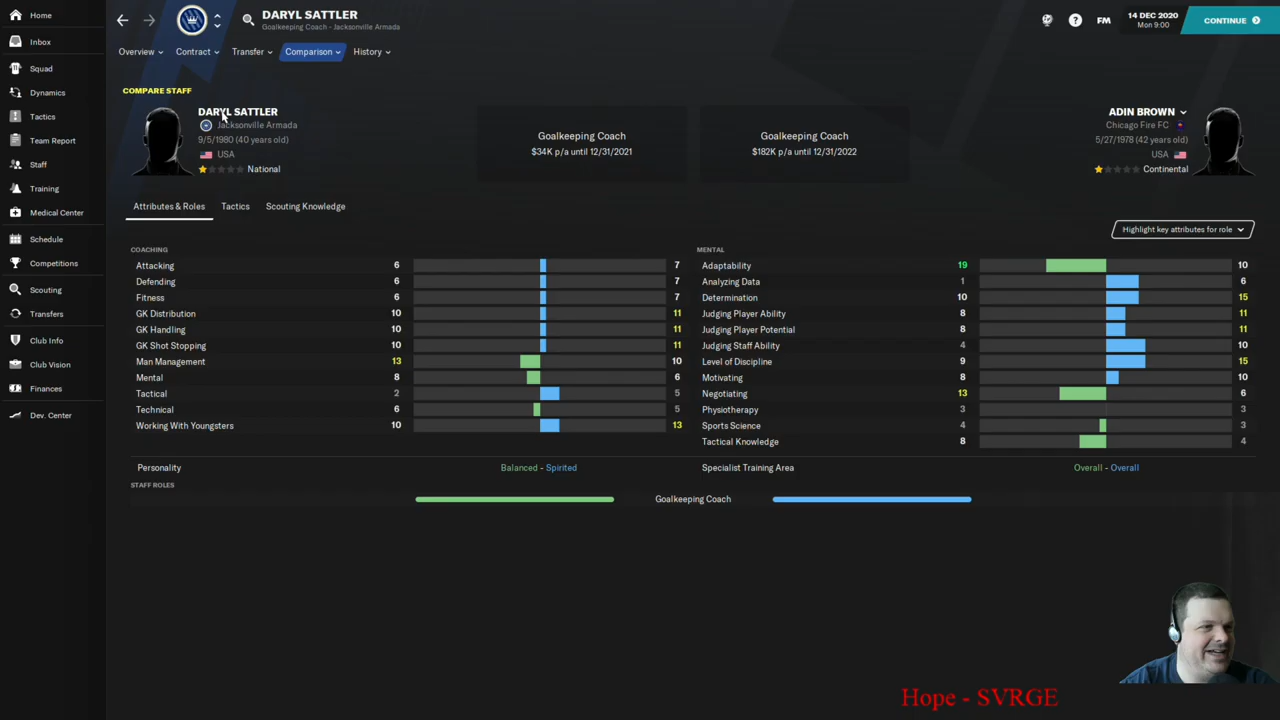 Home
Inbox
Squad
Dynamics
Tactics
Team Report
Staff
Training
Medical Center
Schedule
Competitions
Scouting
Transfers
Club Info
Club Vision
Finances
Dev. Center
DARYL SATTLER
Goalkeeping Coach - Jacksonville Armada
FM
14 DEC 2020
Mon 9:00
CONTINUE
Overview Contract Transfer Comparison History
COMPARE STAFF
DARYL SATTLER
Jacksonville Armada
9/5/1980 (40 years old)
USA
National
Goalkeeping Coach
$34K p/a until 12/31/2021
Goalkeeping Coach
$182K p/a until 12/31/2022
ADIN BROWN
Chicago Fire FC
5/27/1978 (42 years old)
USA
Continental
Attributes & Roles Tactics Scouting Knowledge
Highlight key attributes for role
COACHING
Attacking 6 7
Defending 6 7
Fitness 6 7
GK Distribution 10 11
GK Handling 10 11
GK Shot Stopping 10 11
Man Management 13 10
Mental 8 6
Tactical 2 5
Technical 6 5
Working With Youngsters 10 13
MENTAL
Adaptability 19 10
Analyzing Data 1 6
Determination 10 15
Judging Player Ability 8 11
Judging Player Potential 8 11
Judging Staff Ability 4 10
Level of Discipline 9 15
Motivating 8 10
Negotiating 13 6
Physiotherapy 3 3
Sports Science 4 3
Tactical Knowledge 8 4
Personality Balanced - Spirited
Specialist Training Area Overall - Overall
STAFF ROLES
Goalkeeping Coach
Hope - SVRGE